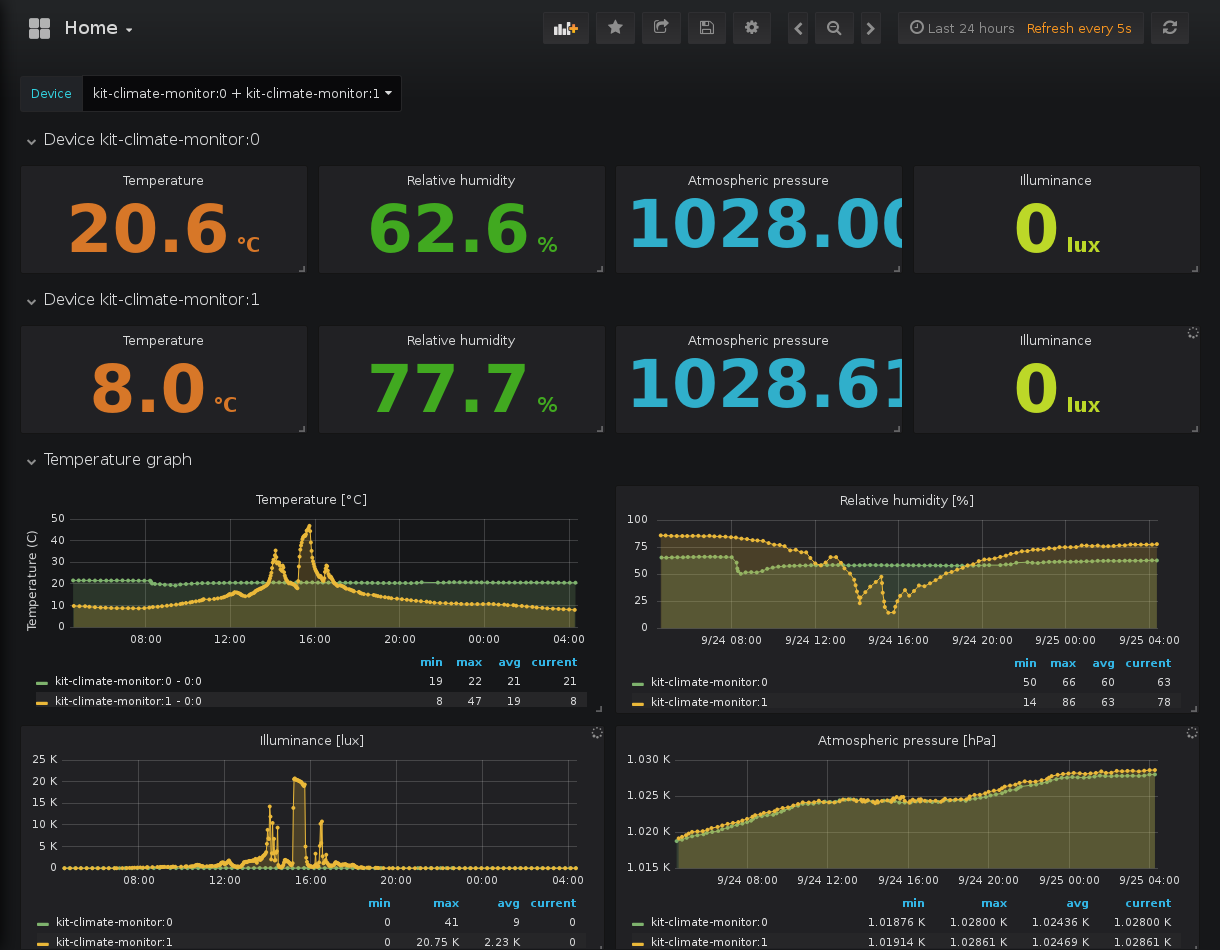 Home
Last 24 hours Refresh every 5s
Device kit-climate-monitor:0 + kit-climate-monitor:1
Device kit-climate-monitor:0
Temperature
20.6 °C
Relative humidity
62.6 %
Atmospheric pressure
1028.00
Illuminance
0 lux
Device kit-climate-monitor:1
Temperature
8.0 °C
Relative humidity
77.7 %
Atmospheric pressure
1028.61
Illuminance
0 lux
Temperature graph
Temperature [°C]
Temperature (C)
50
40
30
20
10
0
08:00 12:00 16:00 20:00 00:00 04:00
min max avg current
kit-climate-monitor:0 - 0:0 19 22 21 21
kit-climate-monitor:1 - 0:0 8 47 19 8
Relative humidity [%]
100
75
50
25
0
9/24 08:00 9/24 12:00 9/24 16:00 9/24 20:00 9/25 00:00 9/25 04:00
min max avg current
kit-climate-monitor:0 50 66 60 63
kit-climate-monitor:1 14 86 63 78
Illuminance [lux]
25 K
20 K
15 K
10 K
5 K
0
08:00 12:00 16:00 20:00 00:00 04:00
min max avg current
kit-climate-monitor:0 0 41 9 0
kit-climate-monitor:1 0 20.75 K 2.23 K 0
Atmospheric pressure [hPa]
1.030 K
1.025 K
1.020 K
1.015 K
9/24 08:00 9/24 12:00 9/24 16:00 9/24 20:00 9/25 00:00 9/25 04:00
min max avg current
kit-climate-monitor:0 1.01876 K 1.02800 K 1.02436 K 1.02800 K
kit-climate-monitor:1 1.01914 K 1.02861 K 1.02469 K 1.02861 K